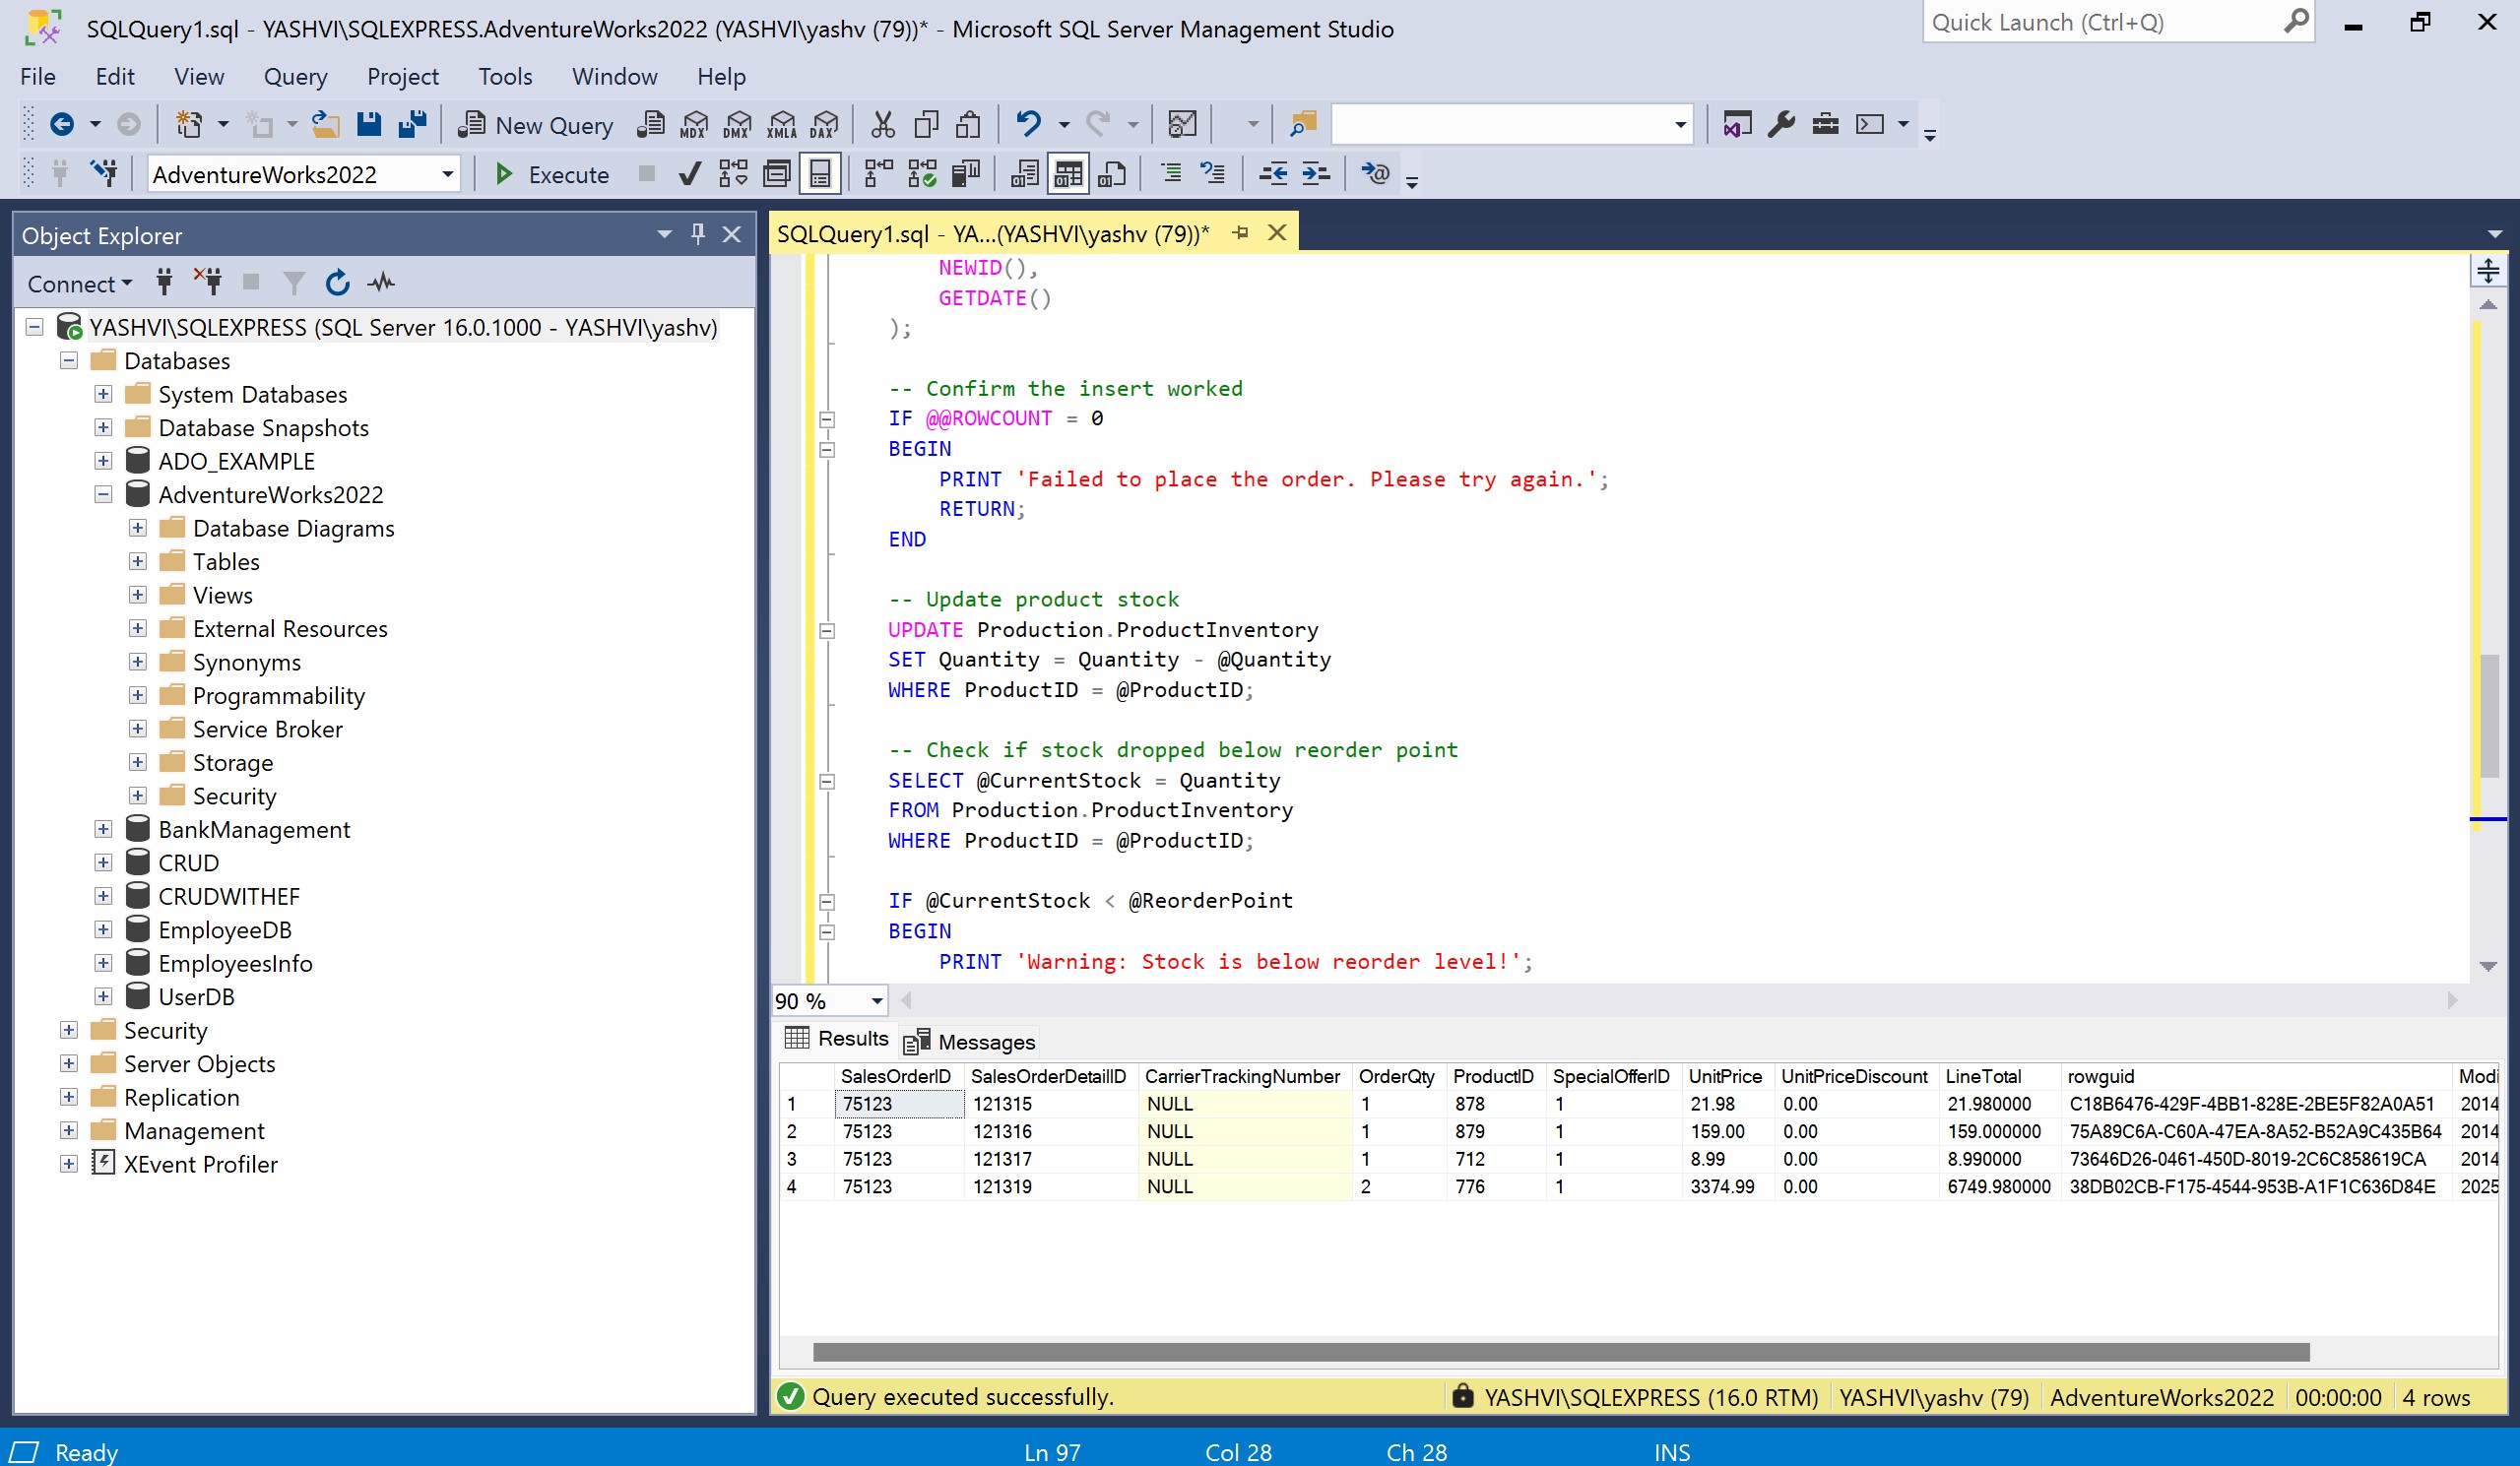 SQLQuery1.sql - YASHVI\SQLEXPRESS.AdventureWorks2022 (YASHVI\yashv (79))* - Microsoft SQL Server Management Studio
Quick Launch (Ctrl+Q)
File Edit View Query Project Tools Window Help
New Query MDX DMX XMLA DAX
AdventureWorks2022 Execute
Object Explorer
Connect
YASHVI\SQLEXPRESS (SQL Server 16.0.1000 - YASHVI\yashv)
Databases
System Databases
Database Snapshots
ADO_EXAMPLE
AdventureWorks2022
Database Diagrams
Tables
Views
External Resources
Synonyms
Programmability
Service Broker
Storage
Security
BankManagement
CRUD
CRUDWITHEF
EmployeeDB
EmployeesInfo
UserDB
Security
Server Objects
Replication
Management
XEvent Profiler
SQLQuery1.sql - YA...(YASHVI\yashv (79))*
NEWID(),
GETDATE()
);
-- Confirm the insert worked
IF @@ROWCOUNT = 0
BEGIN
PRINT 'Failed to place the order. Please try again.';
RETURN;
END
-- Update product stock
UPDATE Production.ProductInventory
SET Quantity = Quantity - @Quantity
WHERE ProductID = @ProductID;
-- Check if stock dropped below reorder point
SELECT @CurrentStock = Quantity
FROM Production.ProductInventory
WHERE ProductID = @ProductID;
IF @CurrentStock < @ReorderPoint
BEGIN
PRINT 'Warning: Stock is below reorder level!';
90 %
Results Messages
SalesOrderID SalesOrderDetailID CarrierTrackingNumber OrderQty ProductID SpecialOfferID UnitPrice UnitPriceDiscount LineTotal rowguid Modi
1 75123 121315 NULL 1 878 1 21.98 0.00 21.980000 C18B6476-429F-4BB1-828E-2BE5F82A0A51 2014
2 75123 121316 NULL 1 879 1 159.00 0.00 159.000000 75A89C6A-C60A-47EA-8A52-B52A9C435B64 2014
3 75123 121317 NULL 1 712 1 8.99 0.00 8.990000 73646D26-0461-450D-8019-2C6C858619CA 2014
4 75123 121319 NULL 2 776 1 3374.99 0.00 6749.980000 38DB02CB-F175-4544-953B-A1F1C636D84E 2025
Query executed successfully. YASHVI\SQLEXPRESS (16.0 RTM) YASHVI\yashv (79) AdventureWorks2022 00:00:00 4 rows
Ready Ln 97 Col 28 Ch 28 INS